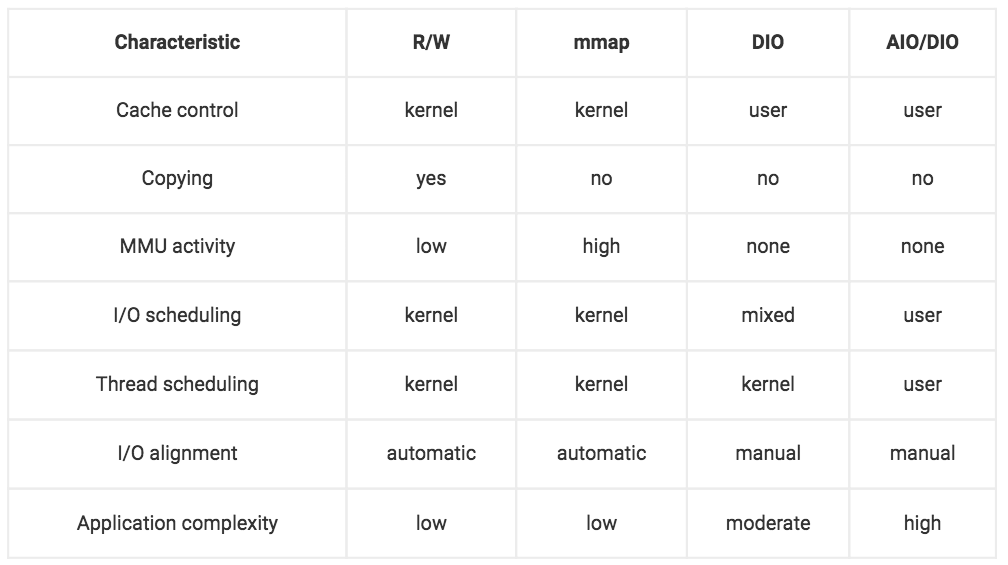 Characteristic R/W mmap DIO AIO/DIO
Cache control kernel kernel user user
Copying yes no no no
MMU activity low high none none
I/O scheduling kernel kernel mixed user
Thread scheduling kernel kernel kernel user
I/O alignment automatic automatic manual manual
Application complexity low low moderate high